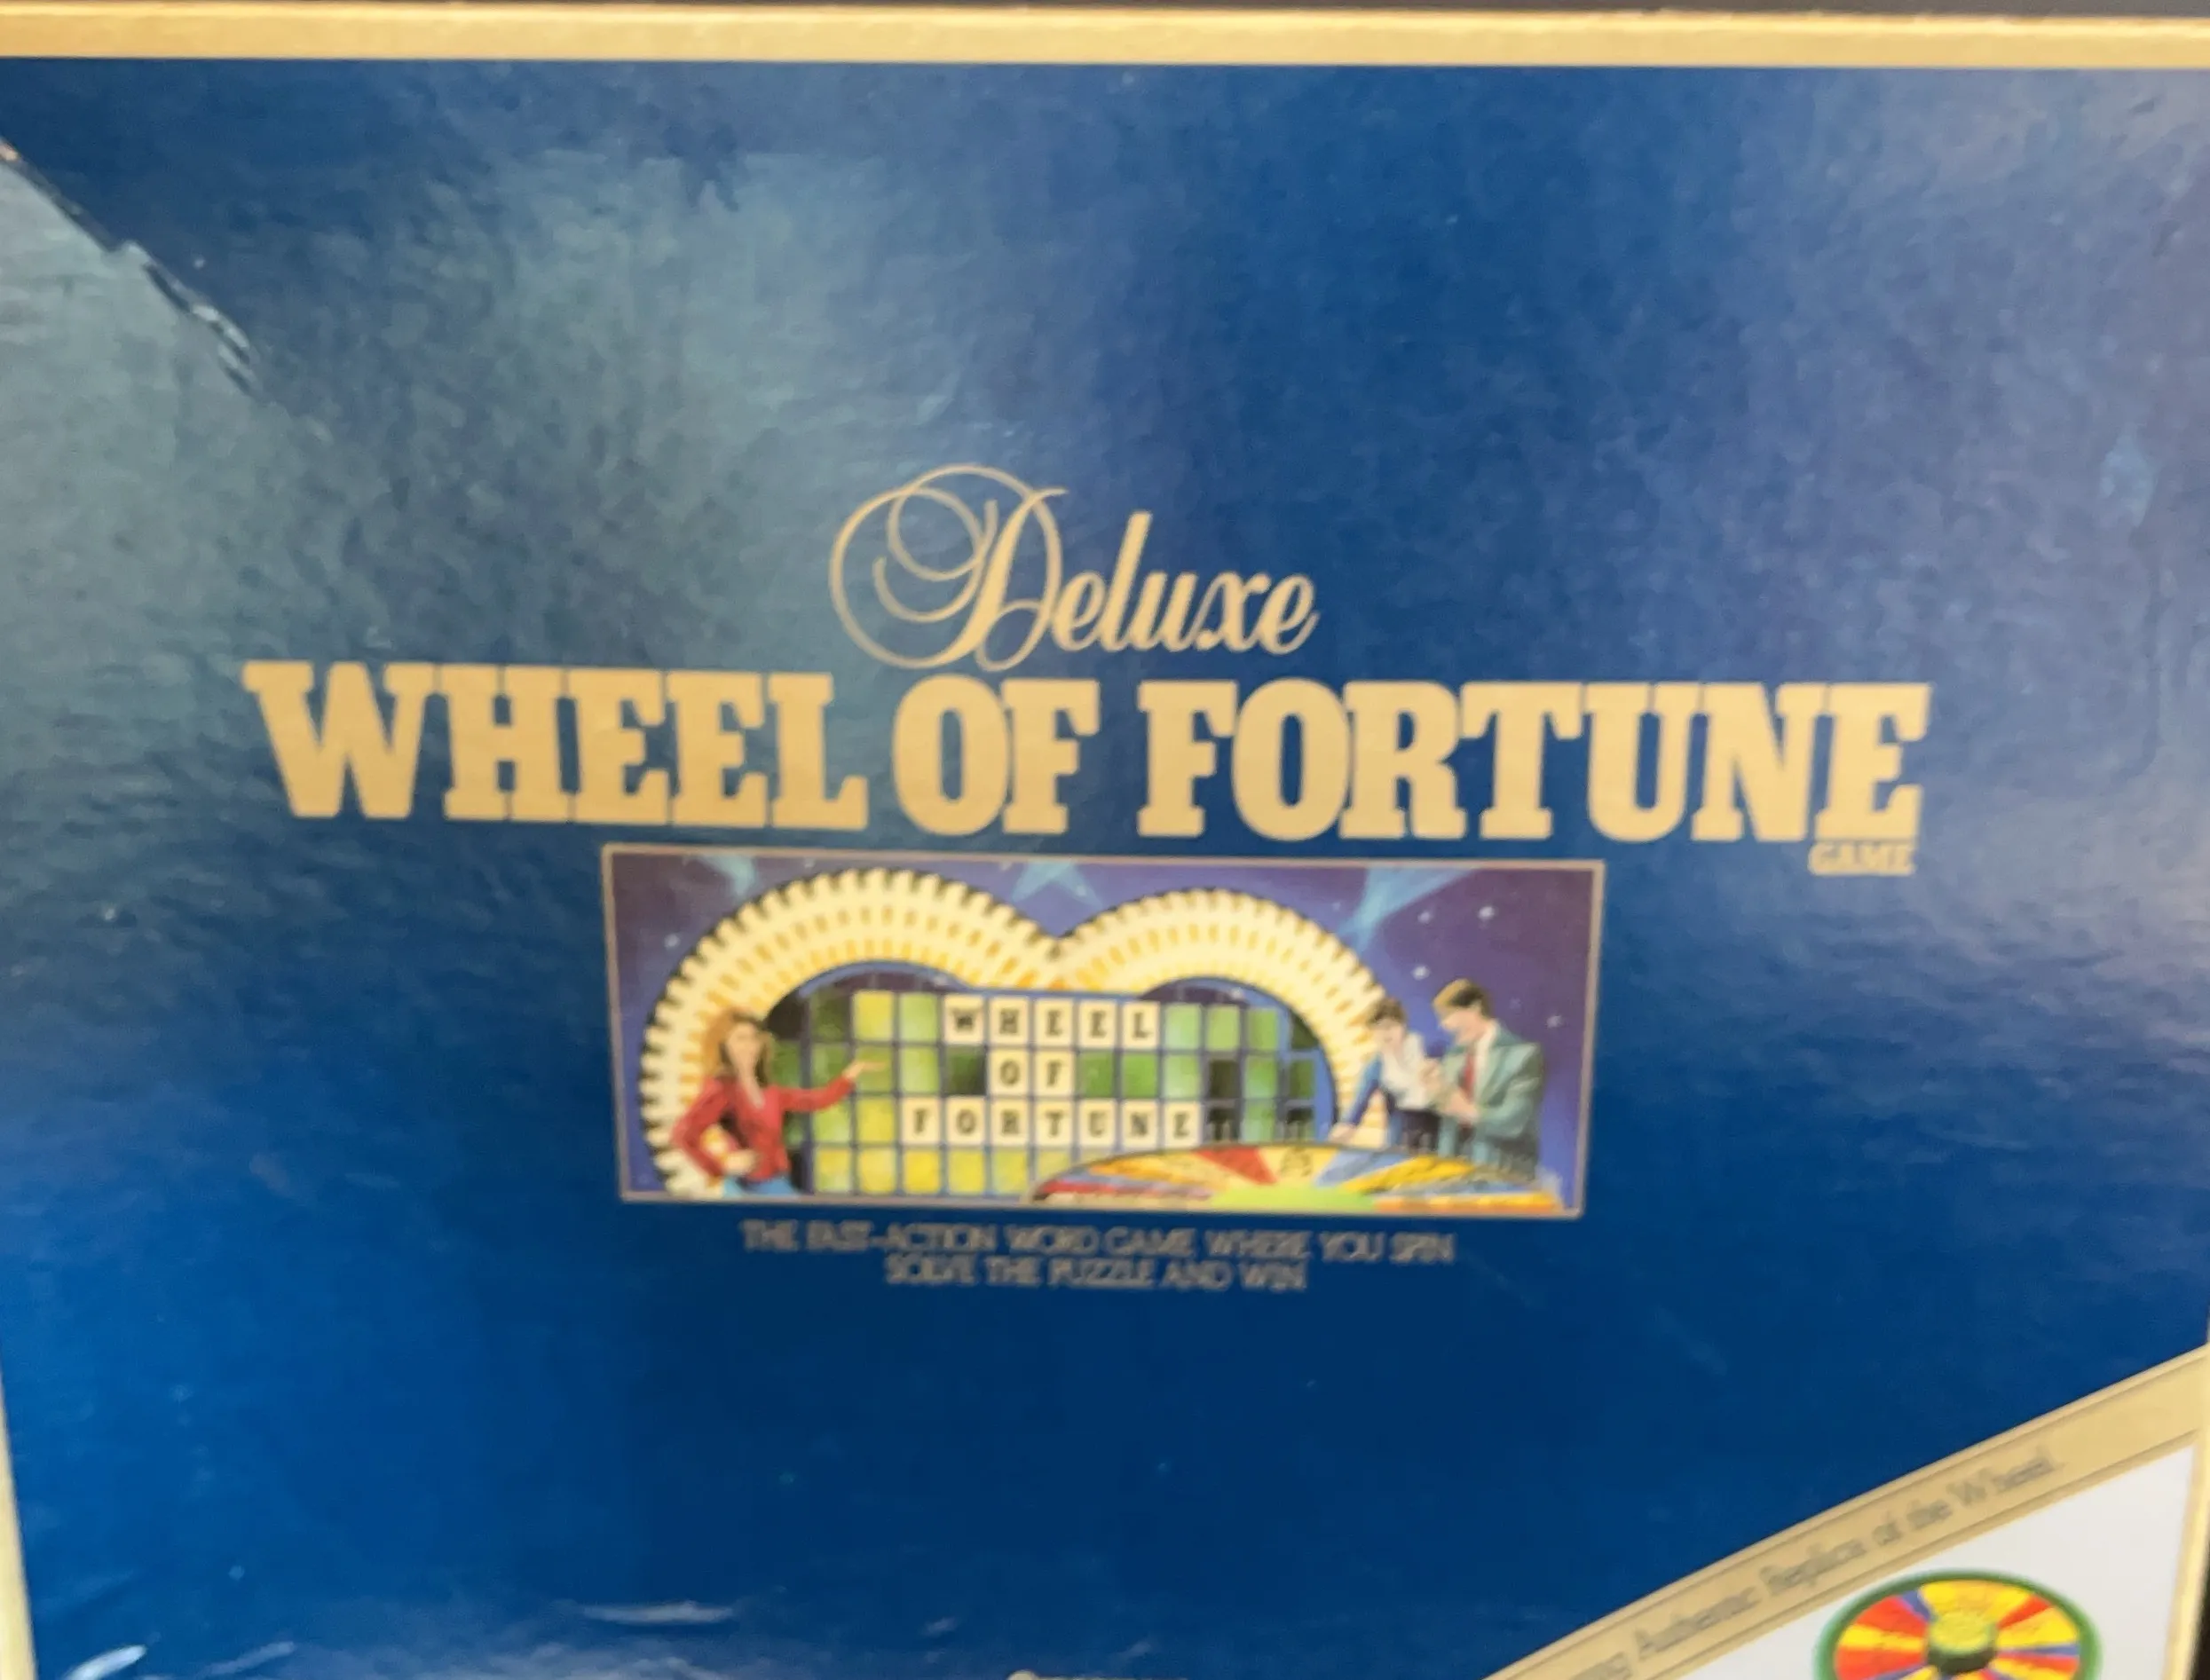 Deluxe
WHEEL OF FORTUNE
GAME
WHEEL
OF
FORTUNE
THE FAST-ACTION WORD GAME WHERE YOU SPIN
SOLVE THE PUZZLE AND WIN
Authentic Replica of the Wheel.